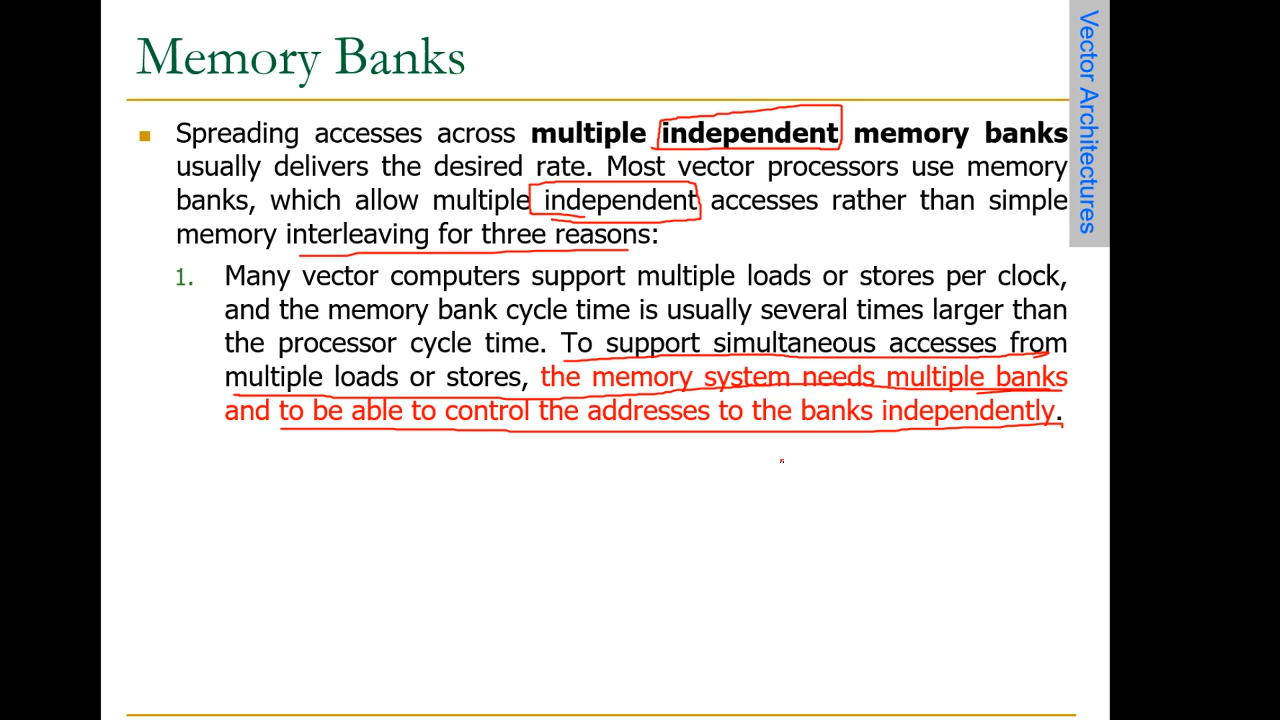 Memory Banks
Vector Architectures
■ Spreading accesses across multiple independent memory banks
usually delivers the desired rate. Most vector processors use memory
banks, which allow multiple independent accesses rather than simple
memory interleaving for three reasons:
1. Many vector computers support multiple loads or stores per clock,
and the memory bank cycle time is usually several times larger than
the processor cycle time. To support simultaneous accesses from
multiple loads or stores, the memory system needs multiple banks
and to be able to control the addresses to the banks independently.